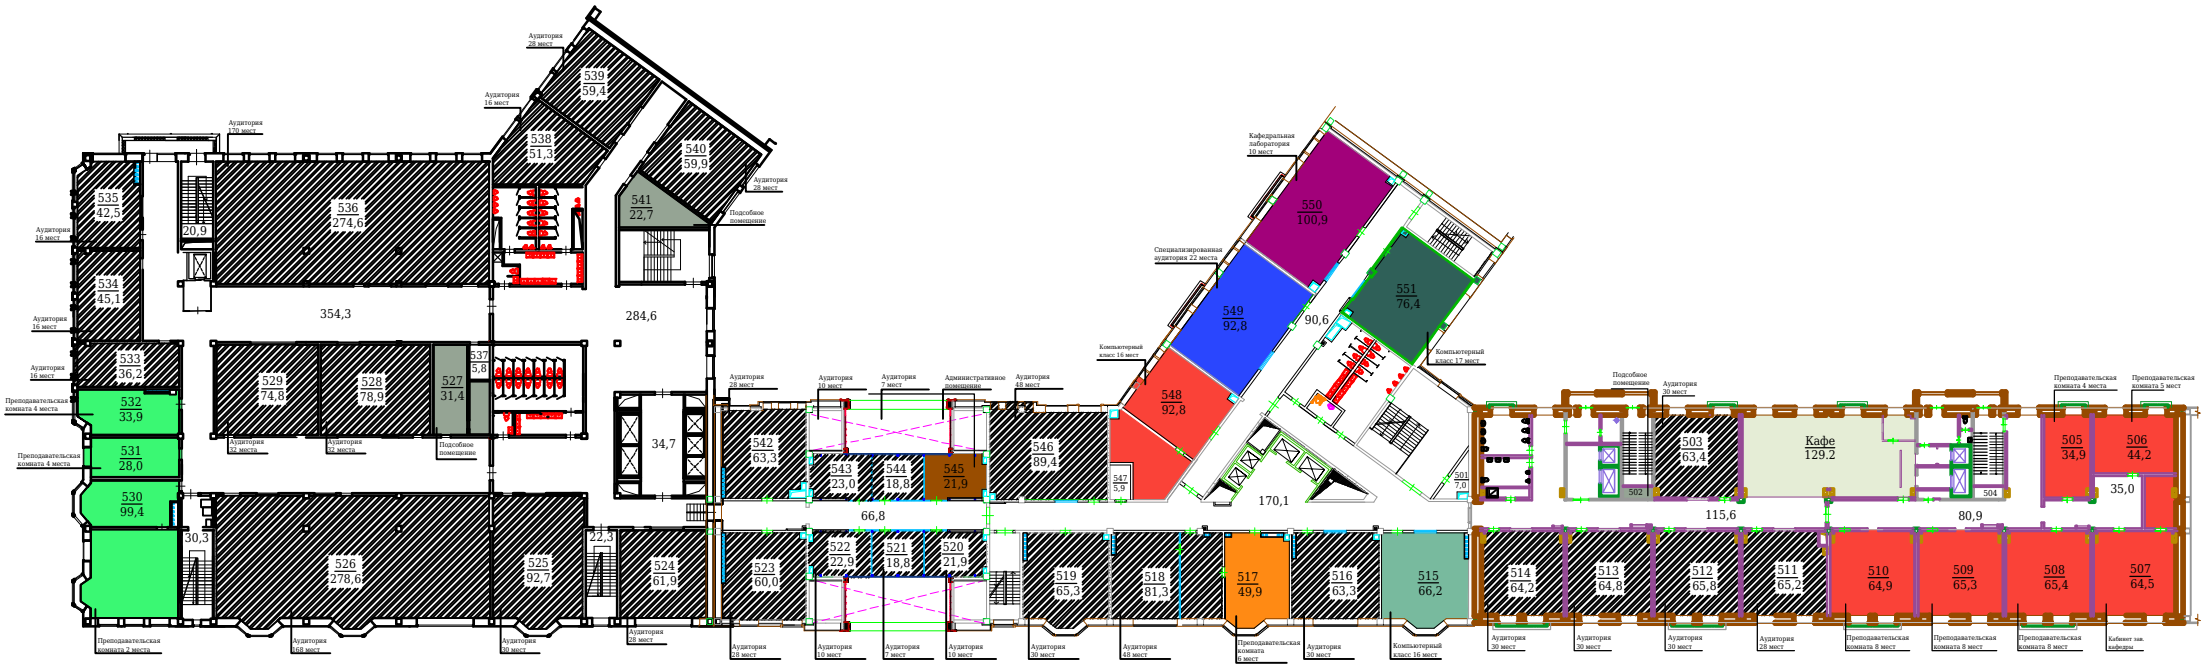 Аудитория
28 мест
539
59,4
Аудитория
16 мест
538
51,3
Аудитория
170 мест
540
59,9
Аудитория
28 мест
541
22,7
Подсобное
помещение
535
42,5
20,9
536
274,6
Аудитория
16 мест
534
45,1
354,3
284,6
Аудитория
16 мест
533
36,2
Аудитория
16 мест
529
74,8
528
78,9
527
31,4
537
5,8
Преподавательская
комната 4 места
532
33,9
Аудитория
32 мест
Аудитория
32 мест
Подсобное
помещение
34,7
Преподавательская
комната 4 места
531
28,0
530
99,4
30,3
526
278,6
525
92,7
22,3
524
61,9
Преподавательская
комната 2 места
Аудитория
168 мест
Аудитория
30 мест
Аудитория
28 мест
Аудитория
28 мест
Аудитория
10 мест
Аудитория
7 мест
Административное
помещение
Аудитория
48 мест
542
63,3
543
23,0
544
18,8
545
21,9
546
89,4
66,8
523
60,0
522
22,9
521
18,8
520
21,9
519
65,3
518
81,3
Аудитория
28 мест
Аудитория
10 мест
Аудитория
7 мест
Аудитория
10 мест
Аудитория
30 мест
Аудитория
48 мест
Кафедральная
лаборатория
10 мест
550
100,9
Специализированная
аудитория 22 места
549
92,8
551
76,4
90,6
Компьютерный
класс 16 мест
548
92,8
Компьютерный
класс 17 мест
547
5,9
170,1
501
7,0
517
49,9
516
63,3
515
66,2
Преподавательская
комната
6 мест
Аудитория
30 мест
Компьютерный
класс 16 мест
Подсобное
помещение
Аудитория
30 мест
502
503
63,4
Кафе
129.2
504
Преподавательская
комната 4 места
Преподавательская
комната 5 мест
505
34,9
506
44,2
35,0
115,6
80,9
514
64,2
513
64,8
512
65,8
511
65,2
510
64,9
509
65,3
508
65,4
507
64,5
Аудитория
30 мест
Аудитория
30 мест
Аудитория
30 мест
Аудитория
28 мест
Преподавательская
комната 8 мест
Преподавательская
комната 8 мест
Преподавательская
комната 8 мест
Кабинет зав.
кафедры